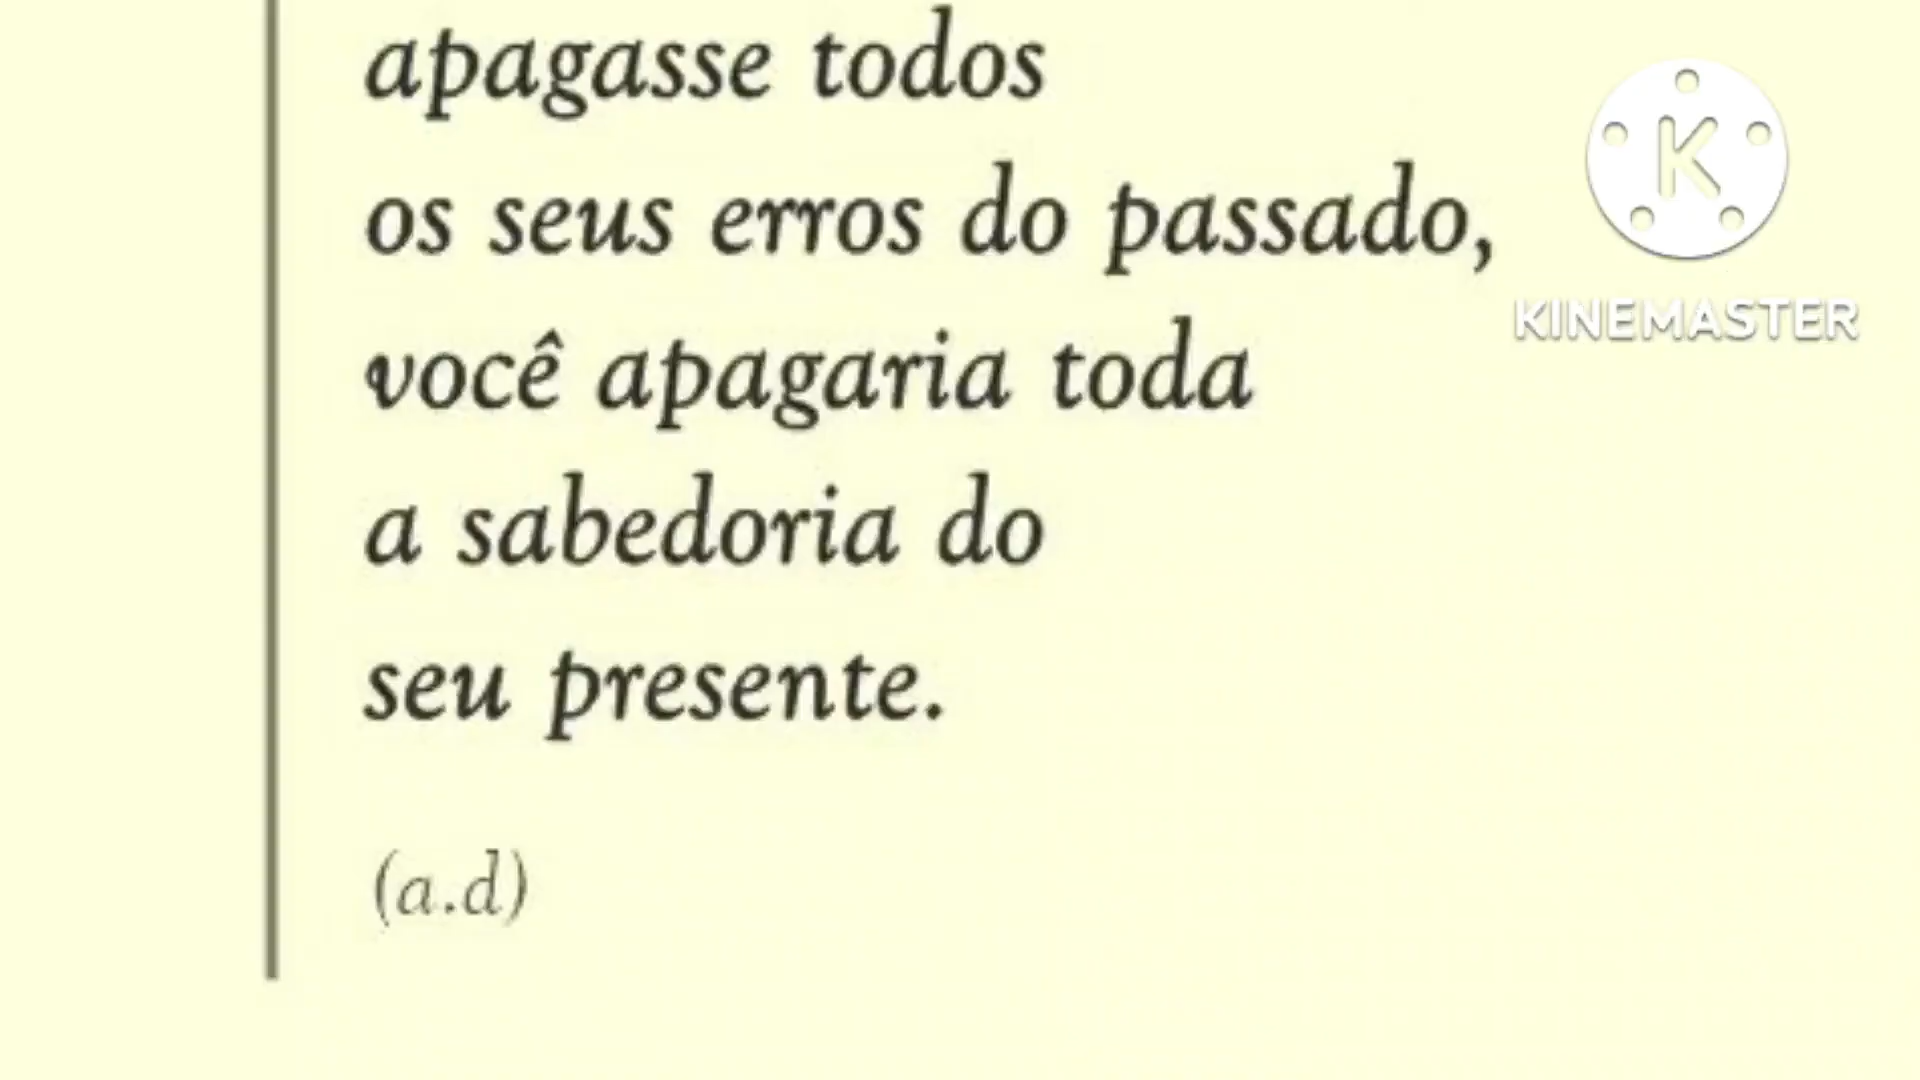 apagasse todos
os seus erros do passado,
você apagaria toda
a sabedoria do
seu presente.
(a.d)
K
KINEMASTER